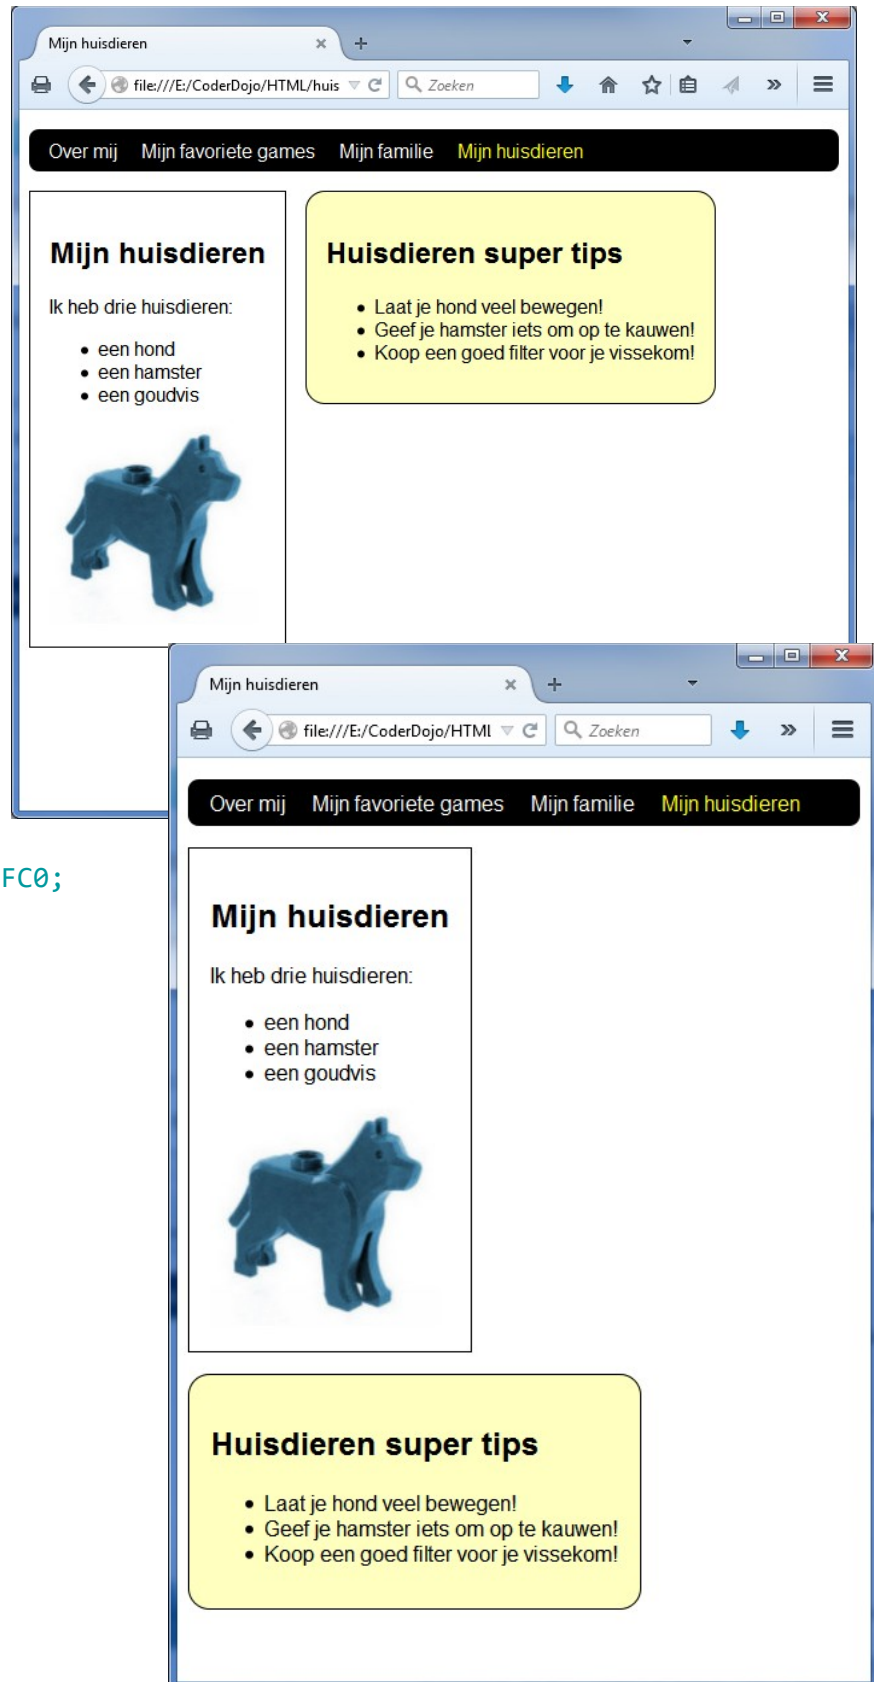 Mijn huisdieren
file:///E:/CoderDojo/HTML/huis
Zoeken
Over mij Mijn favoriete games Mijn familie Mijn huisdieren
Mijn huisdieren
Ik heb drie huisdieren:
• een hond
• een hamster
• een goudvis
Huisdieren super tips
• Laat je hond veel bewegen!
• Geef je hamster iets om op te kauwen!
• Koop een goed filter voor je vissekom!
FC0;
Mijn huisdieren
file:///E:/CoderDojo/HTML
Zoeken
Over mij Mijn favoriete games Mijn familie Mijn huisdieren
Mijn huisdieren
Ik heb drie huisdieren:
• een hond
• een hamster
• een goudvis
Huisdieren super tips
• Laat je hond veel bewegen!
• Geef je hamster iets om op te kauwen!
• Koop een goed filter voor je vissekom!